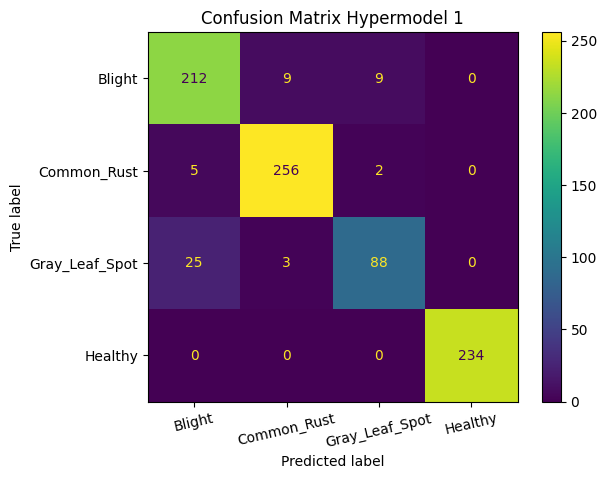 Confusion Matrix Hypermodel 1
True label
Blight 212 9 9 0
Common_Rust 5 256 2 0
Gray_Leaf_Spot 25 3 88 0
Healthy 0 0 0 234
Blight Common_Rust Gray_Leaf_Spot Healthy
Predicted label
250
200
150
100
50
0